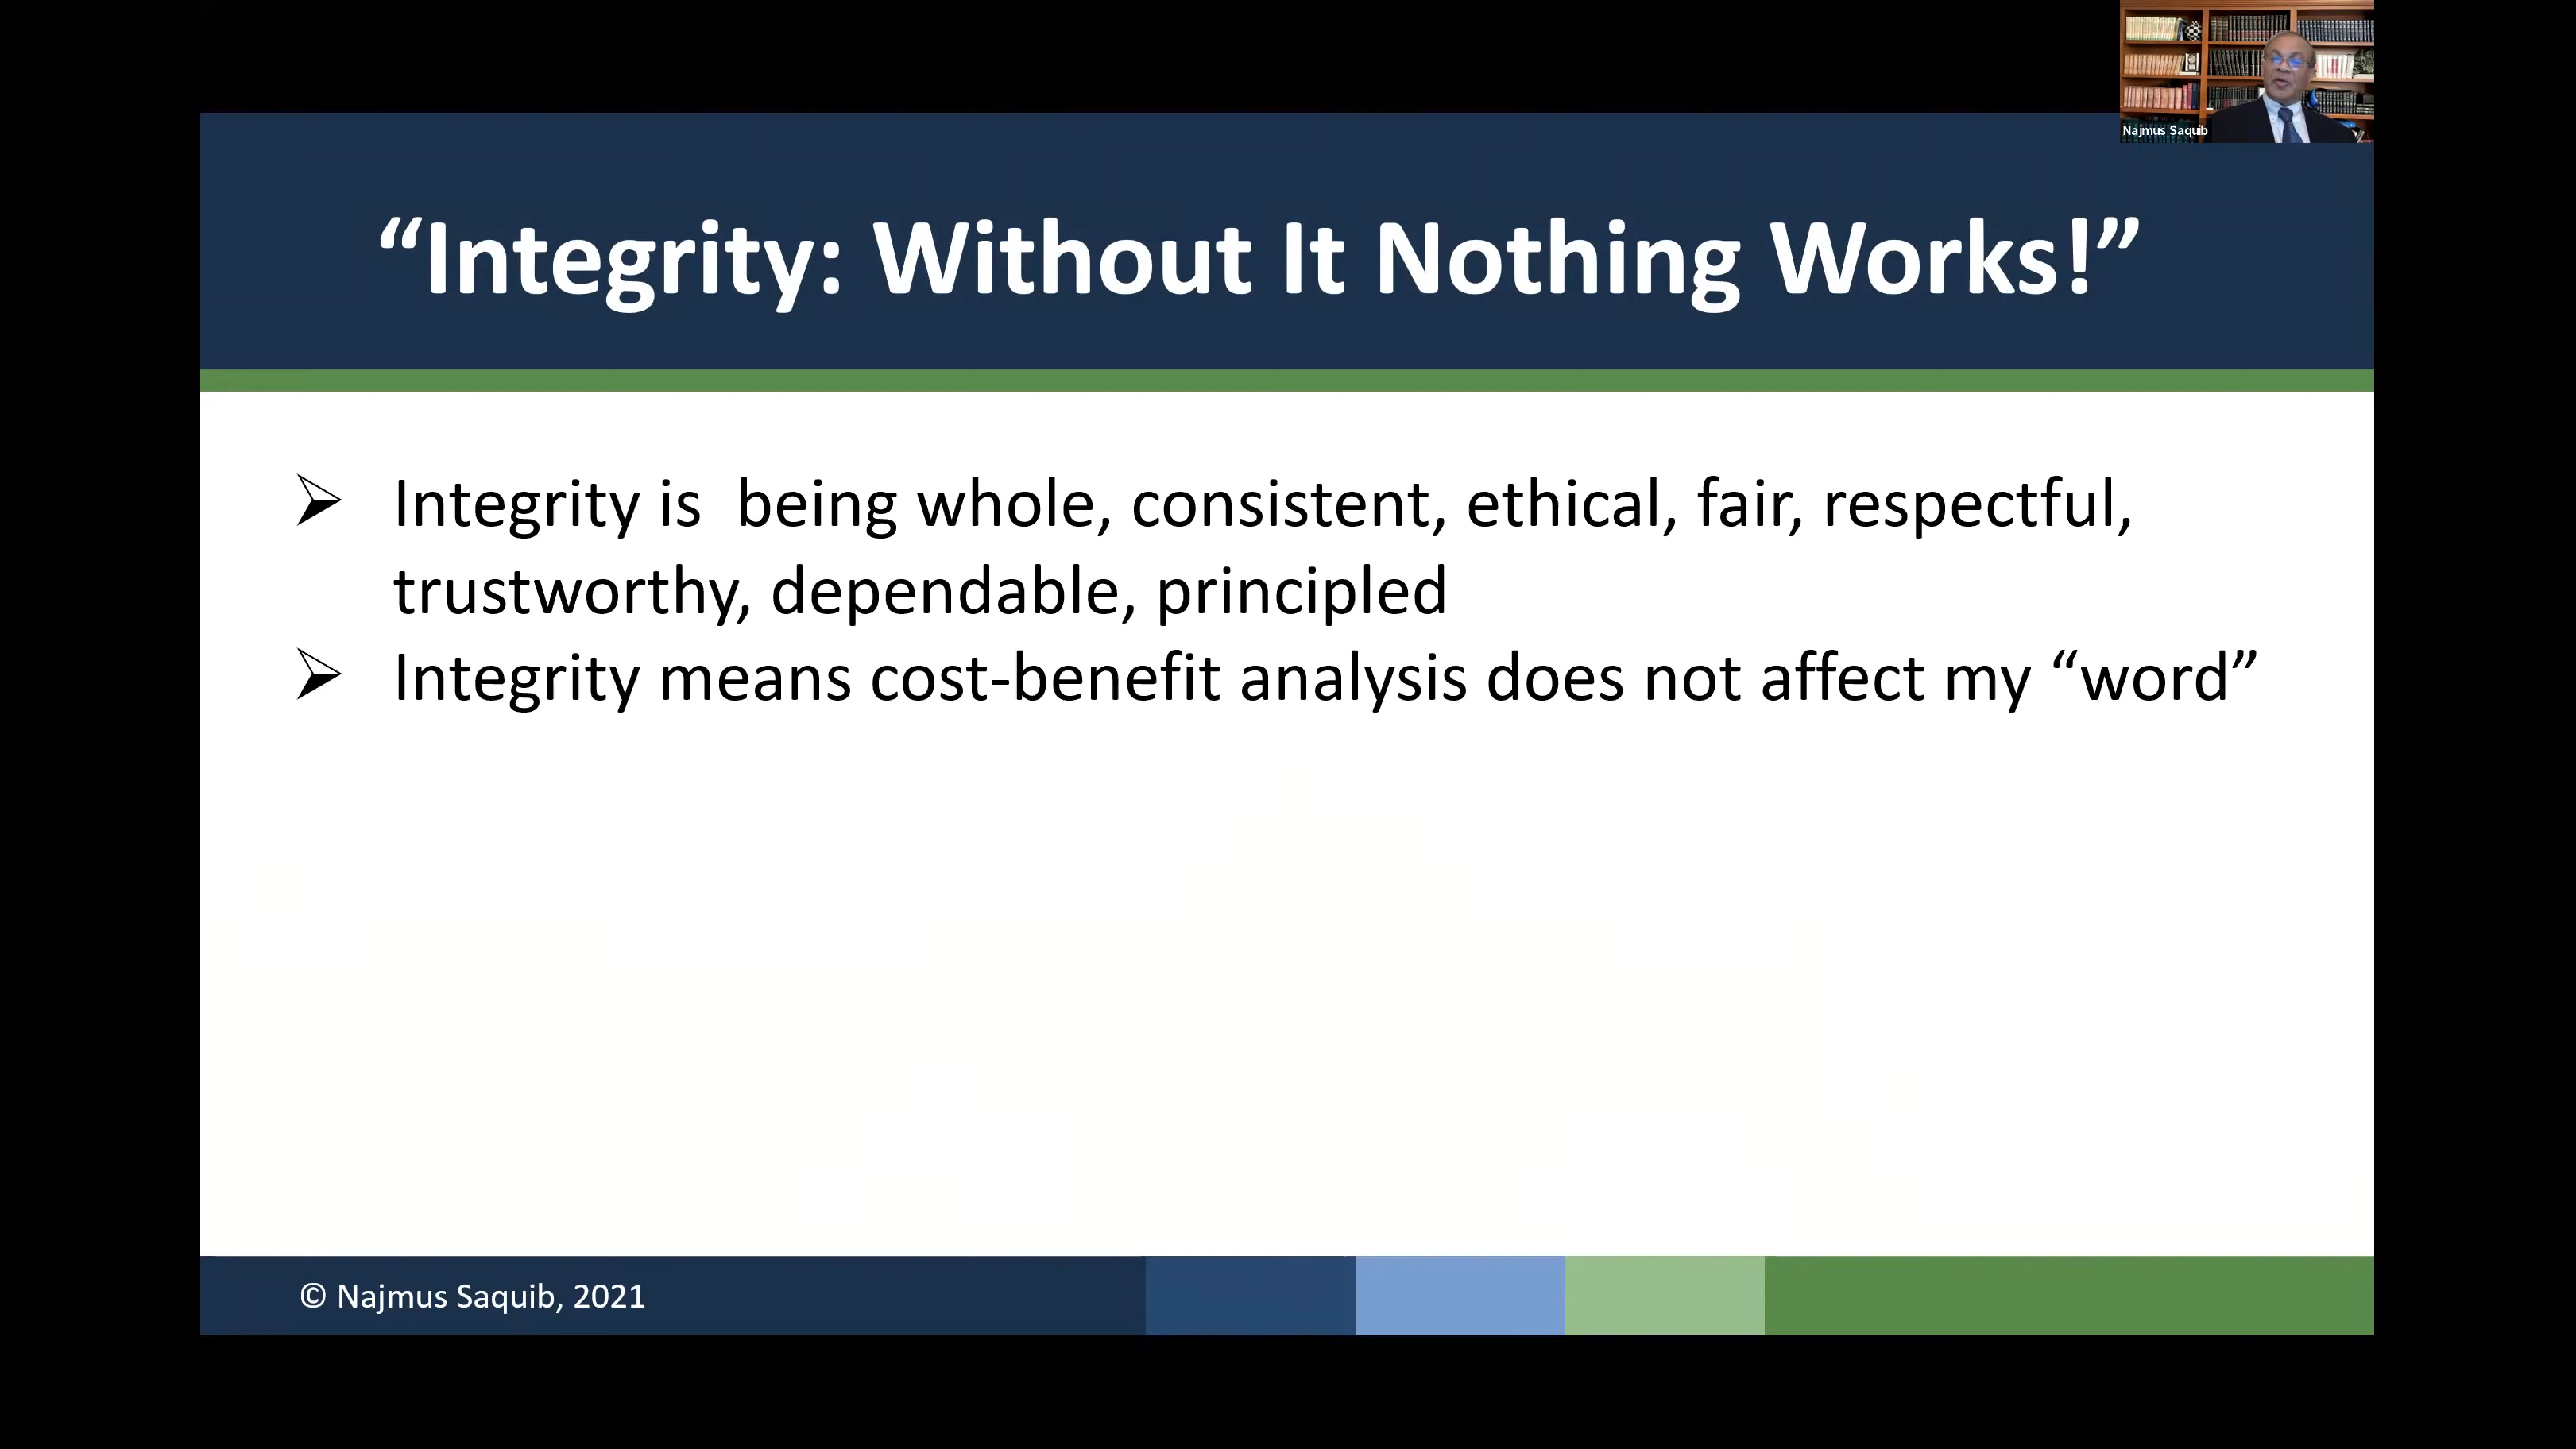 Najmus Saquib
“Integrity: Without It Nothing Works!”
➢ Integrity is  being whole, consistent, ethical, fair, respectful,
trustworthy, dependable, principled
➢ Integrity means cost-benefit analysis does not affect my “word”
© Najmus Saquib, 2021